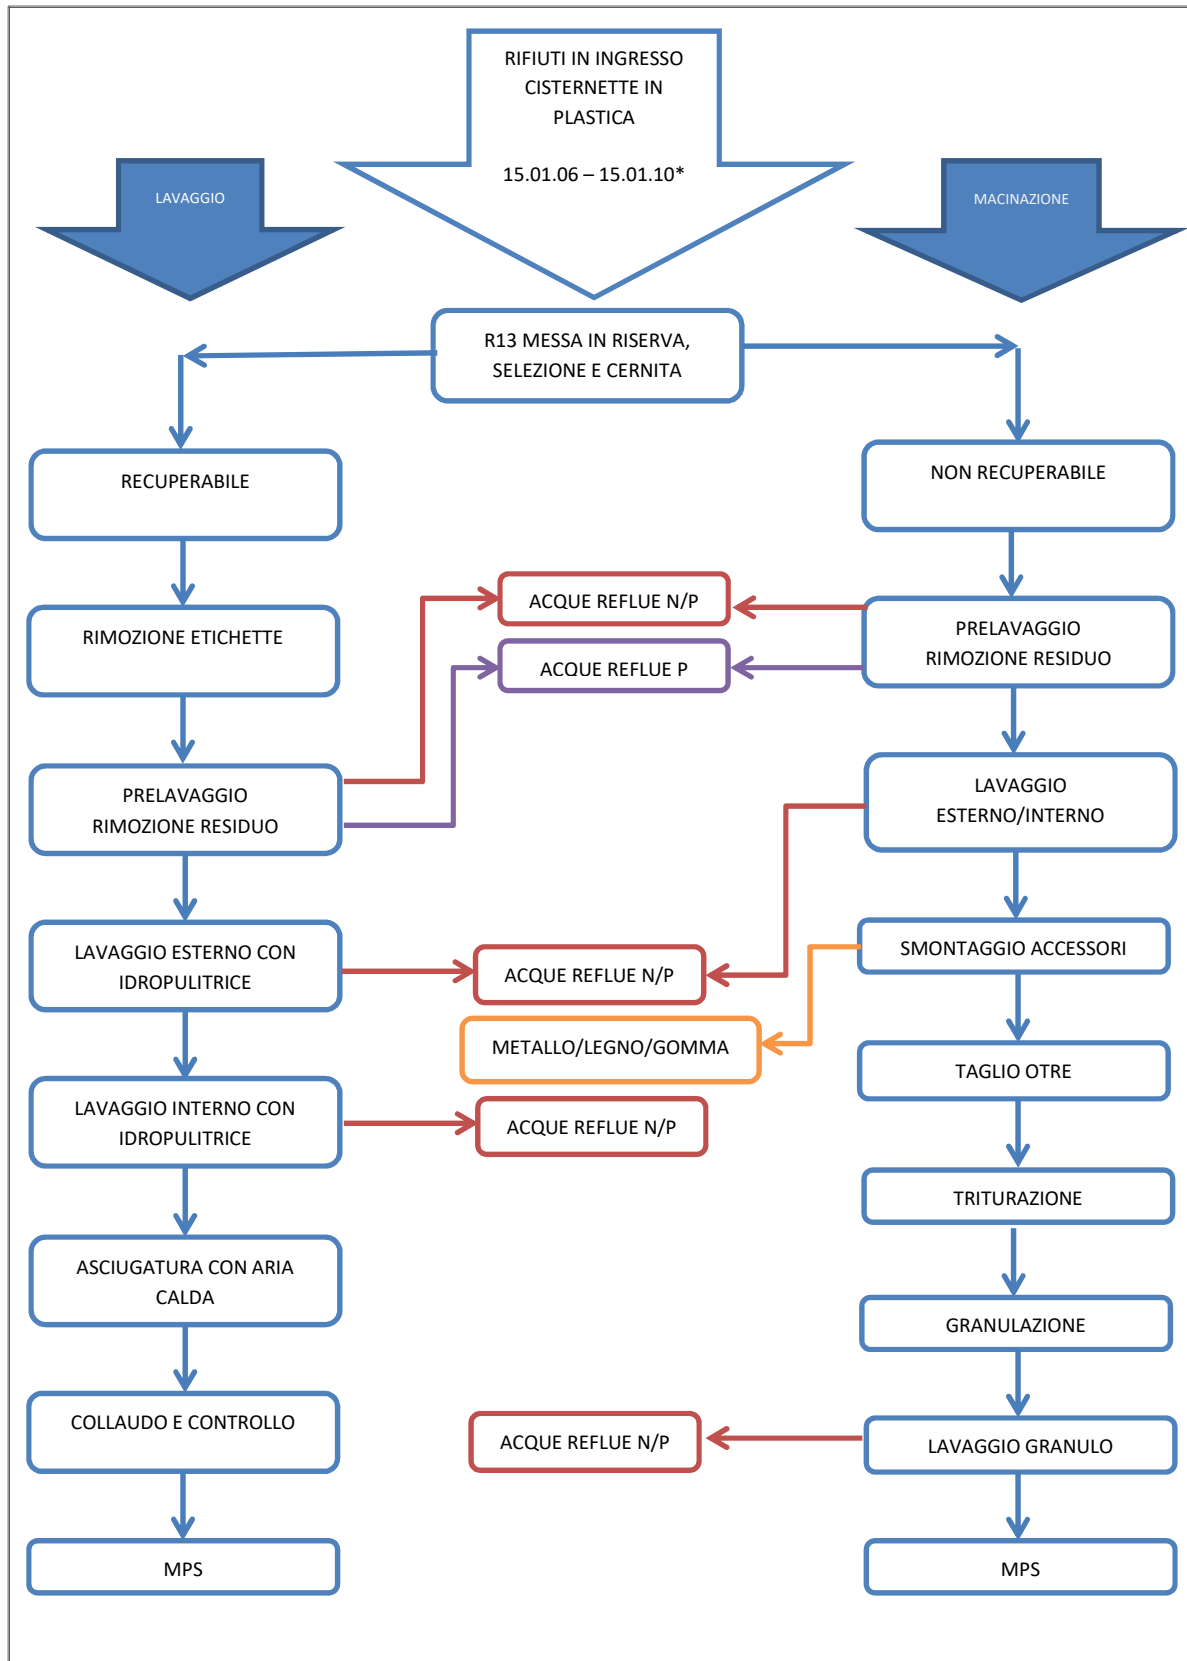 RIFIUTI IN INGRESSO
CISTERNETTE IN
PLASTICA
15.01.06 – 15.01.10*
LAVAGGIO
MACINAZIONE
R13 MESSA IN RISERVA,
SELEZIONE E CERNITA
RECUPERABILE
NON RECUPERABILE
RIMOZIONE ETICHETTE
ACQUE REFLUE N/P
ACQUE REFLUE P
PRELAVAGGIO
RIMOZIONE RESIDUO
PRELAVAGGIO
RIMOZIONE RESIDUO
LAVAGGIO
ESTERNO/INTERNO
LAVAGGIO ESTERNO CON
IDROPULITRICE
ACQUE REFLUE N/P
SMONTAGGIO ACCESSORI
METALLO/LEGNO/GOMMA
TAGLIO OTRE
LAVAGGIO INTERNO CON
IDROPULITRICE
ACQUE REFLUE N/P
TRITURAZIONE
ASCIUGATURA CON ARIA
CALDA
GRANULAZIONE
COLLAUDO E CONTROLLO
ACQUE REFLUE N/P
LAVAGGIO GRANULO
MPS
MPS